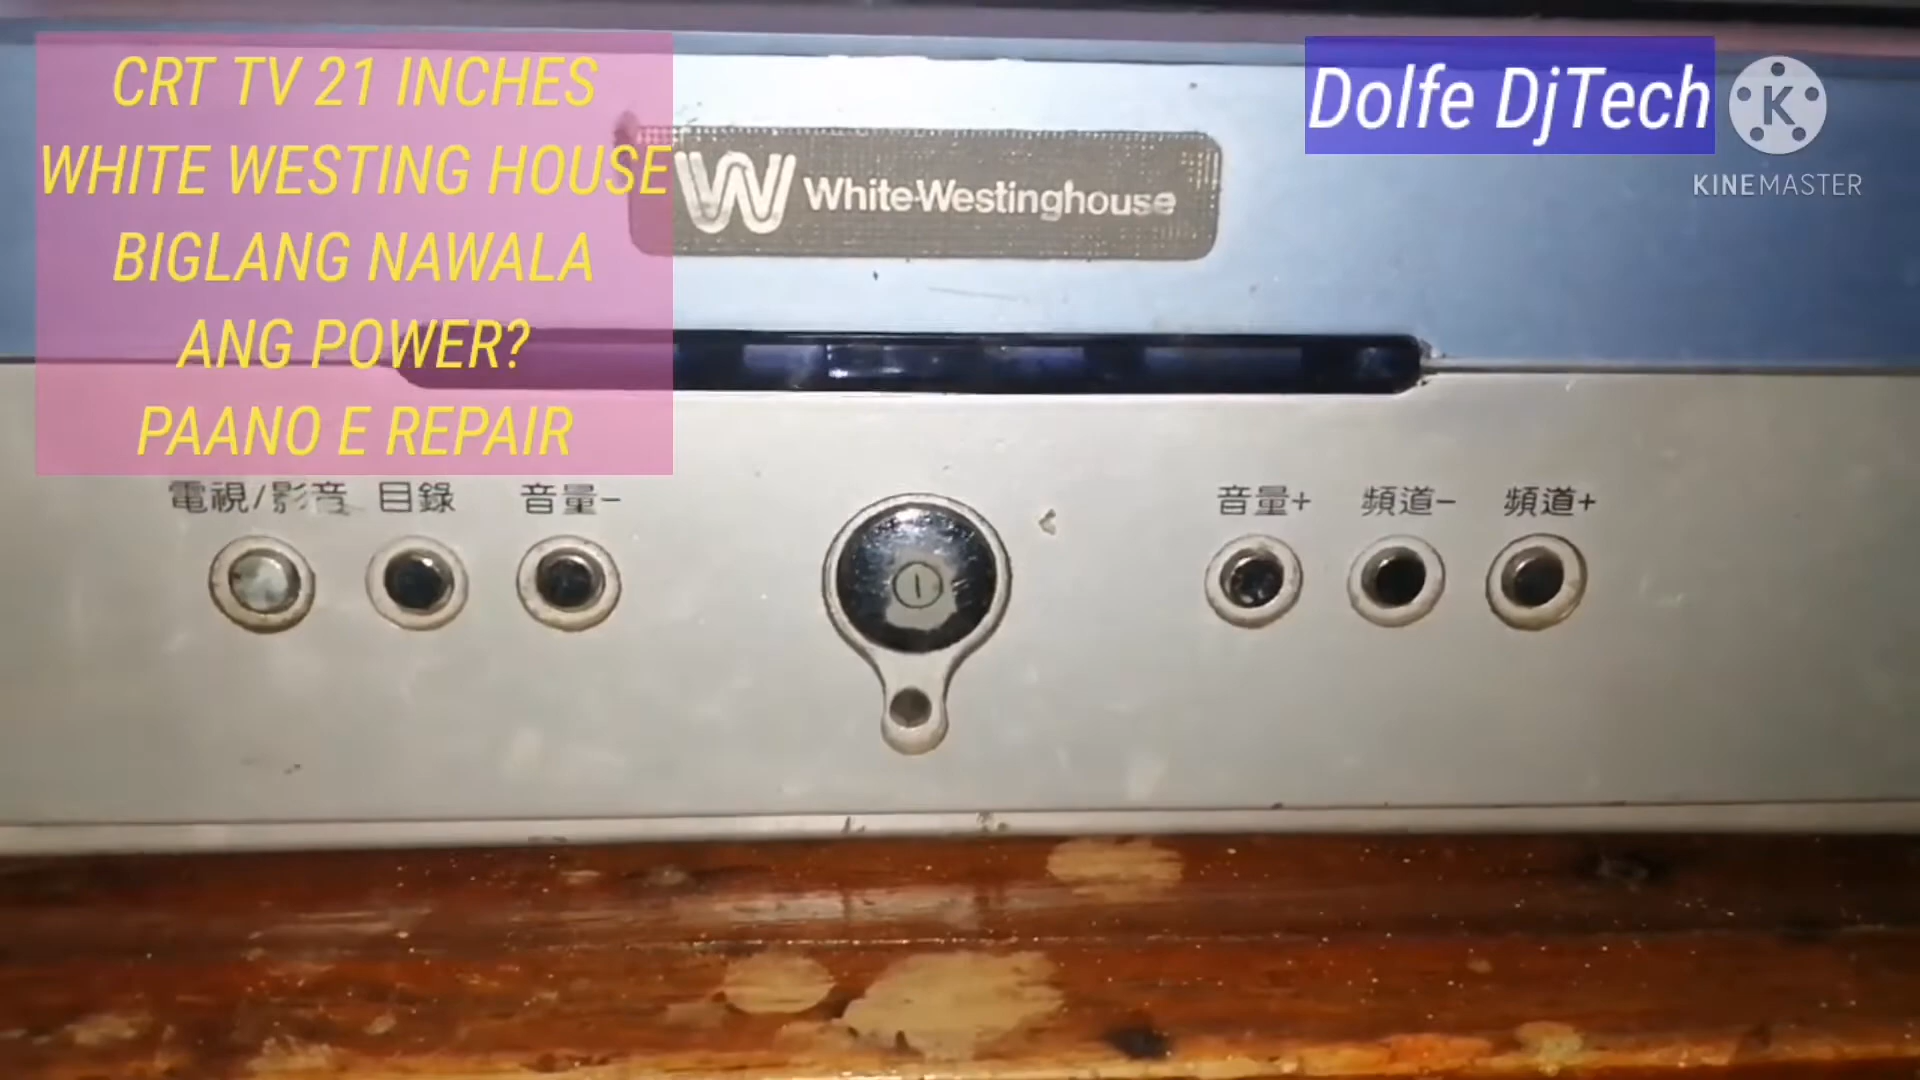 CRT TV 21 INCHES
WHITE WESTING HOUSE
BIGLANG NAWALA
ANG POWER?
PAANO E REPAIR
Dolfe DjTech
K
KINEMASTER
W White-Westinghouse
電視/影音 目錄 音量- 音量+ 頻道- 頻道+